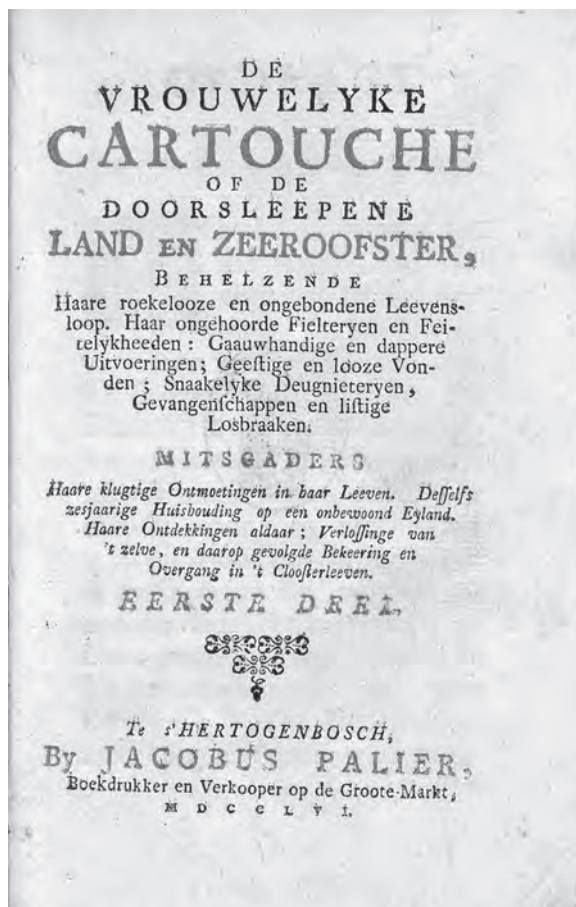 DE
VROUWELYKE
CARTOUCHE
OF DE
DOORSLEEPENE
LAND EN ZEEROOFSTER,
BEHELZENDE
Haare roekelooze en ongebondene Leevens-
loop. Haar ongehoorde Fielteryen en Fei-
telykheeden: Gaauwhandige en dappere
Uitvoeringen; Geeſtige en looze Von-
den; Snaakelyke Deugnieteryen,
Gevangenſchappen en liſtige
Losbraaken.
MITSGADERS
Haare klugtige Ontmoetingen in haar Leeven. Deſſelfs
zesjaarige Huishouding op een onbewoond Eyland.
Haare Ontdekkingen aldaar; Verloſſinge van
't zelve, en daarop gevolgde Bekeering en
Overgang in 't Clooſterleeven.
EERSTE DEEL,
Te s'HERTOGENBOSCH,
By JACOBUS PALIER,
Boekdrukker en Verkooper op de Groote-Markt,
MDCCLVI.